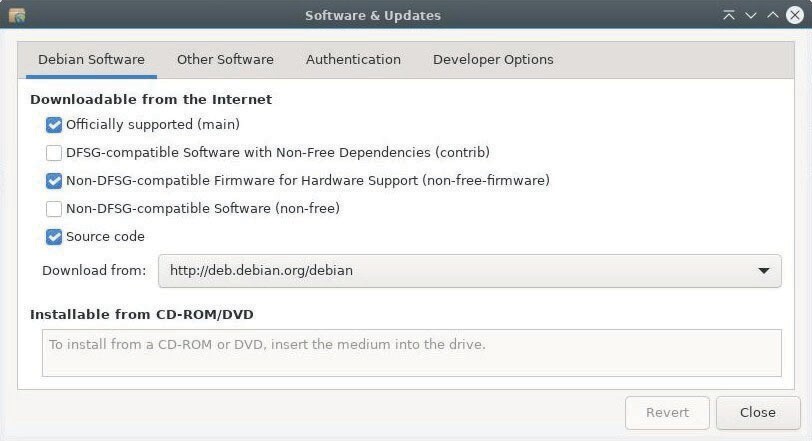 Software & Updates
Debian Software Other Software Authentication Developer Options
Downloadable from the Internet
Officially supported (main)
DFSG-compatible Software with Non-Free Dependencies (contrib)
Non-DFSG-compatible Firmware for Hardware Support (non-free-firmware)
Non-DFSG-compatible Software (non-free)
Source code
Download from: http://deb.debian.org/debian
Installable from CD-ROM/DVD
To install from a CD-ROM or DVD, insert the medium into the drive.
Revert Close